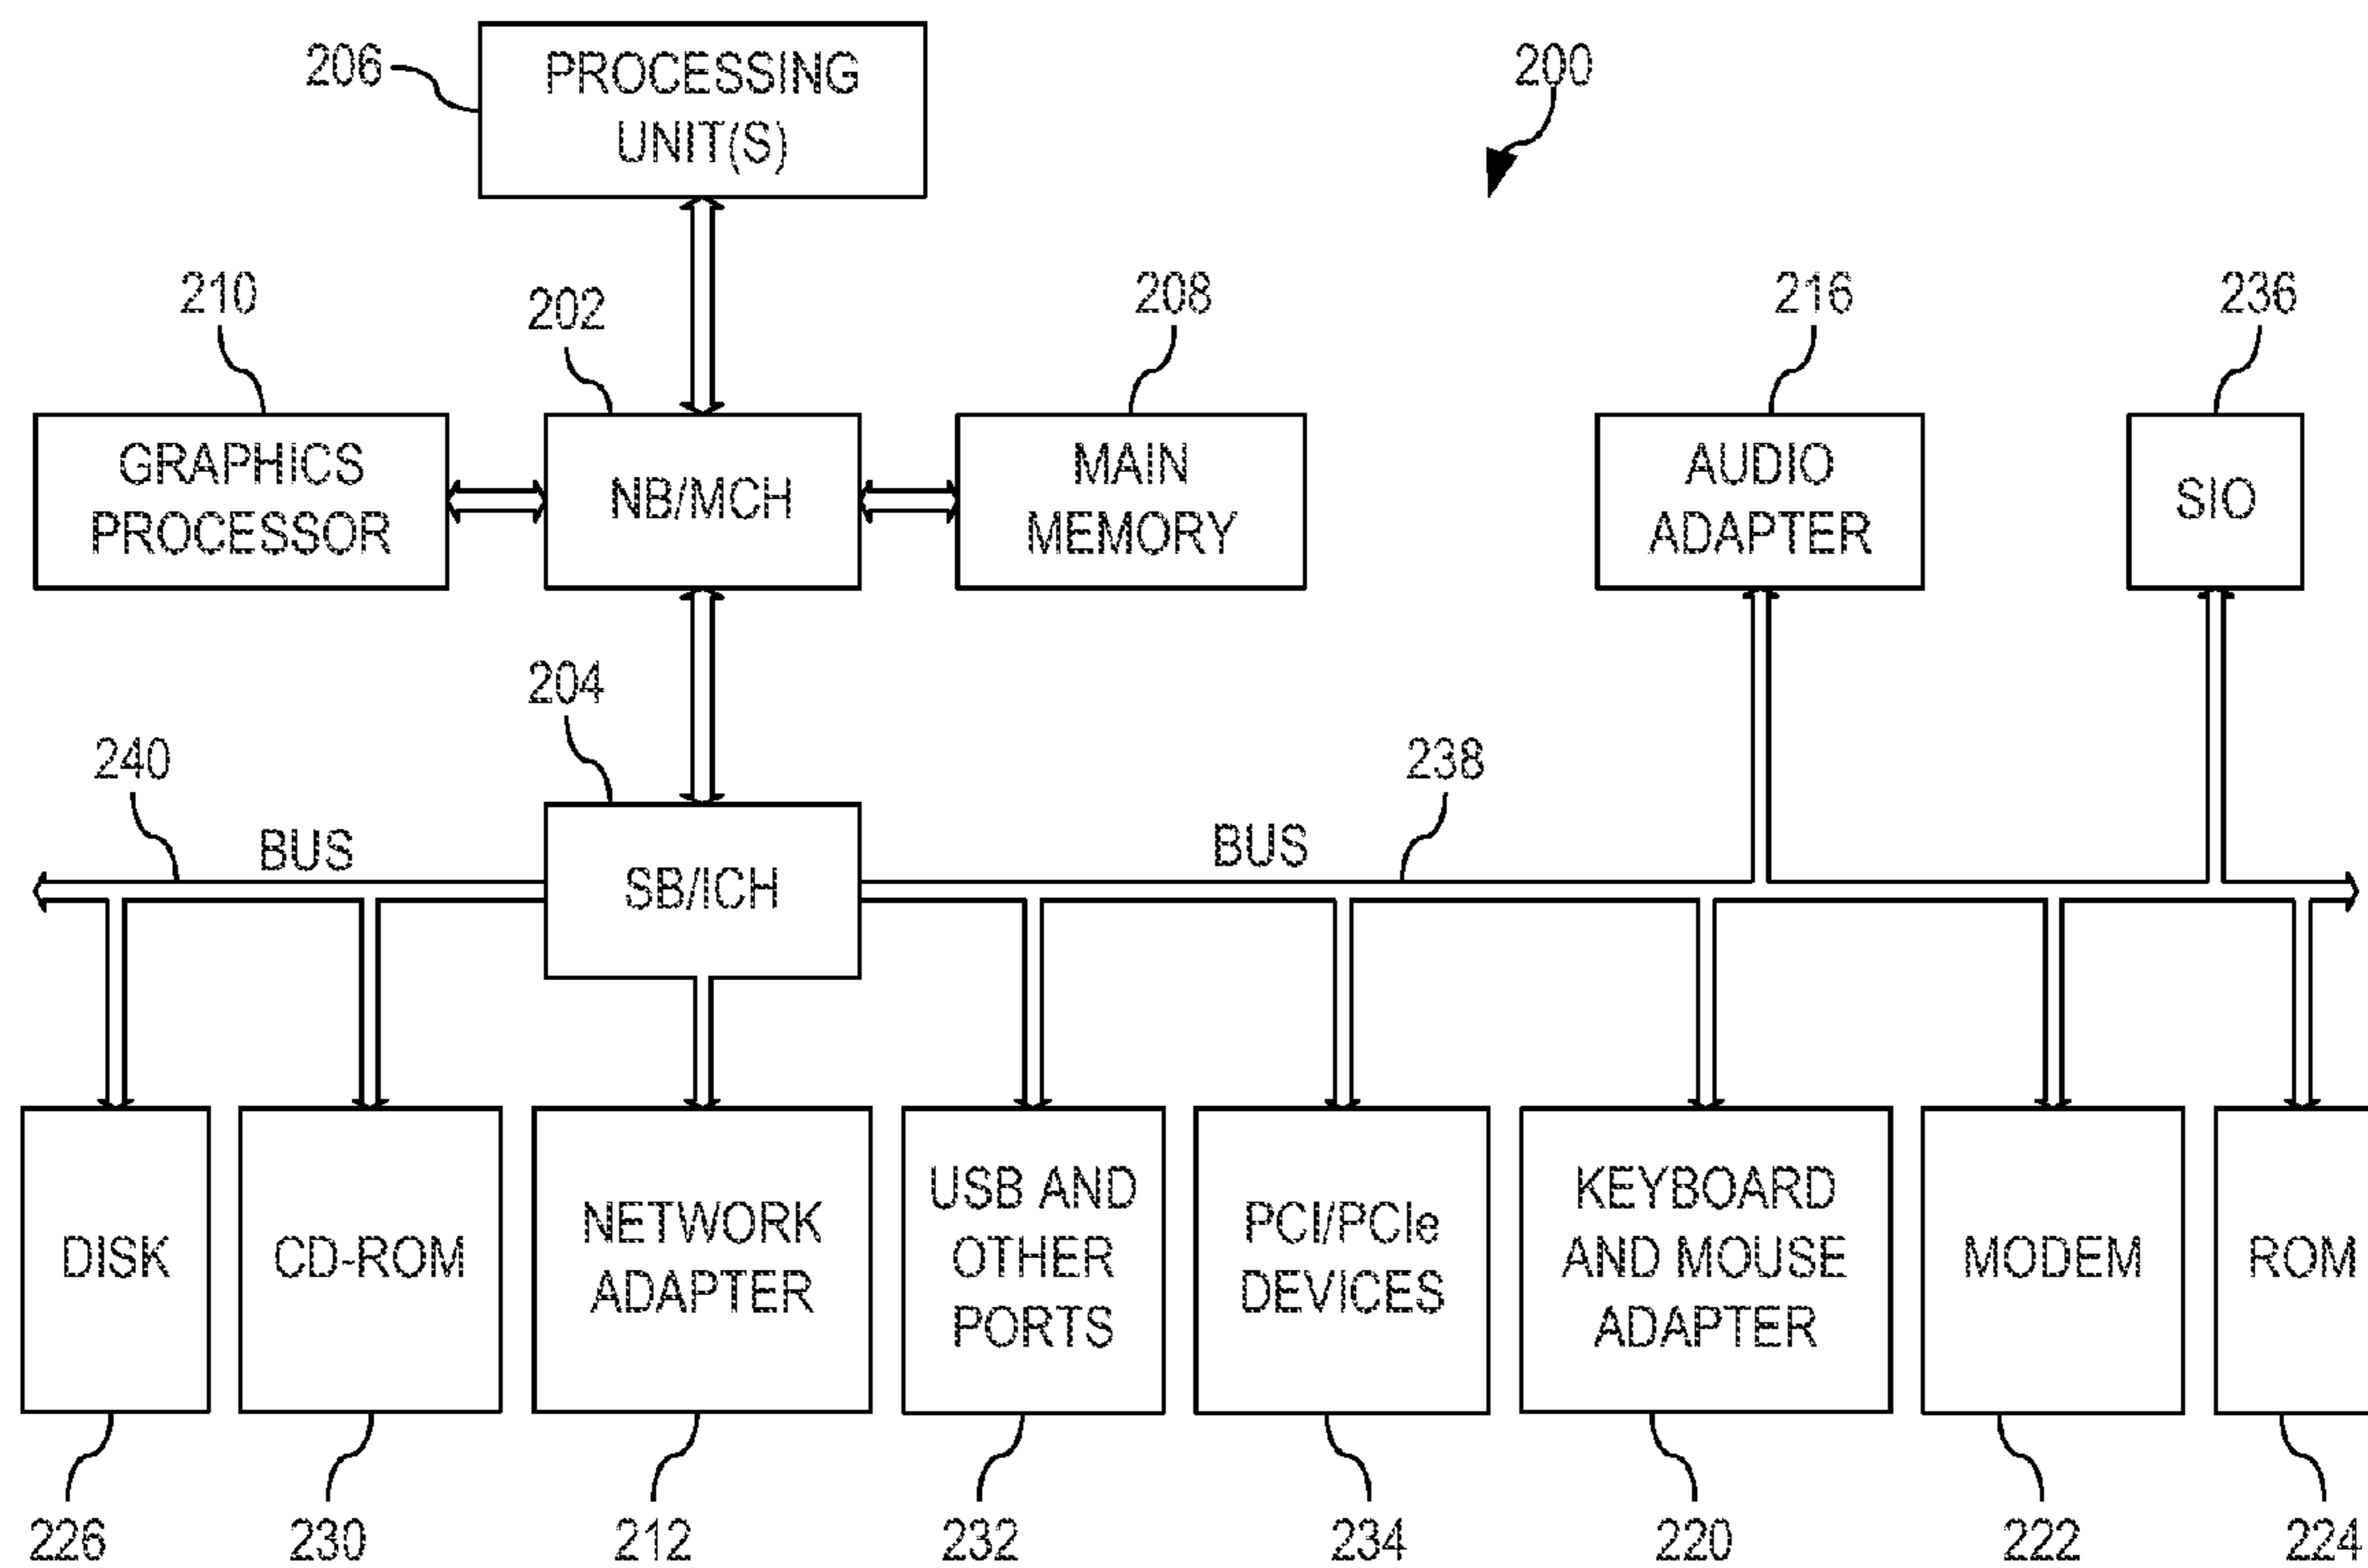 206
PROCESSING
UNIT(S)
200
210
202
208
216
236
GRAPHICS
PROCESSOR
NB/MCH
MAIN
MEMORY
AUDIO
ADAPTER
SIO
204
240
238
BUS
BUS
SB/ICH
DISK
CD-ROM
NETWORK
ADAPTER
USB AND
OTHER
PORTS
PCI/PCIe
DEVICES
KEYBOARD
AND MOUSE
ADAPTER
MODEM
ROM
226
230
212
232
234
220
222
224